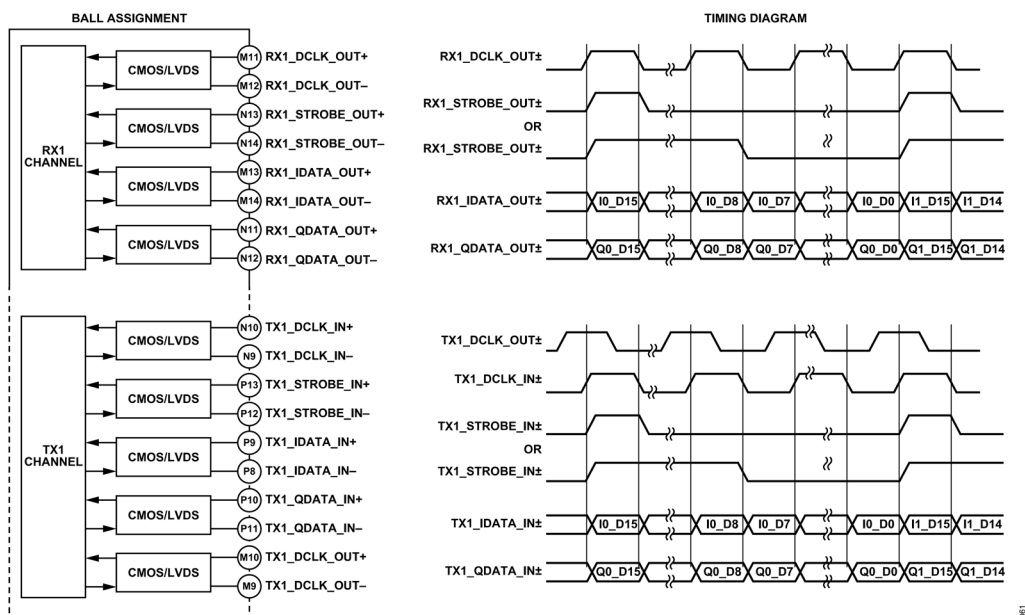 BALL ASSIGNMENT
TIMING DIAGRAM
RX1
CHANNEL
CMOS/LVDS
M11 RX1_DCLK_OUT+
M12 RX1_DCLK_OUT–
CMOS/LVDS
N13 RX1_STROBE_OUT+
N14 RX1_STROBE_OUT–
CMOS/LVDS
M13 RX1_IDATA_OUT+
M14 RX1_IDATA_OUT–
CMOS/LVDS
N11 RX1_QDATA_OUT+
N12 RX1_QDATA_OUT–
RX1_DCLK_OUT±
RX1_STROBE_OUT±
OR
RX1_STROBE_OUT±
RX1_IDATA_OUT± I0_D15 I0_D8 I0_D7 I0_D0 I1_D15 I1_D14
RX1_QDATA_OUT± Q0_D15 Q0_D8 Q0_D7 Q0_D0 Q1_D15 Q1_D14
TX1
CHANNEL
CMOS/LVDS
N10 TX1_DCLK_IN+
N9 TX1_DCLK_IN–
CMOS/LVDS
P13 TX1_STROBE_IN+
P12 TX1_STROBE_IN–
CMOS/LVDS
P9 TX1_IDATA_IN+
P8 TX1_IDATA_IN–
CMOS/LVDS
P10 TX1_QDATA_IN+
P11 TX1_QDATA_IN–
CMOS/LVDS
M10 TX1_DCLK_OUT+
M9 TX1_DCLK_OUT–
TX1_DCLK_OUT±
TX1_DCLK_IN±
TX1_STROBE_IN±
OR
TX1_STROBE_IN±
TX1_IDATA_IN± I0_D15 I0_D8 I0_D7 I0_D0 I1_D15 I1_D14
TX1_QDATA_IN± Q0_D15 Q0_D8 Q0_D7 Q0_D0 Q1_D15 Q1_D14